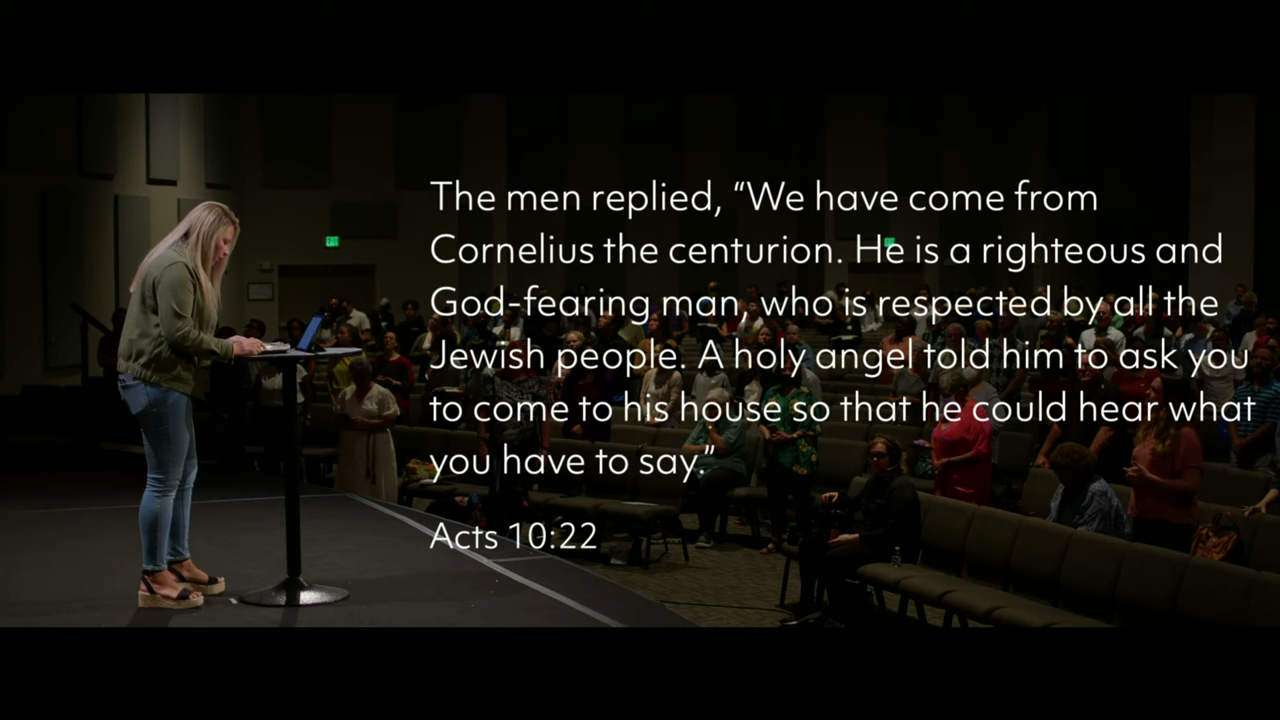 The men replied, “We have come from
Cornelius the centurion. He is a righteous and
God-fearing man, who is respected by all the
Jewish people. A holy angel told him to ask you
to come to his house so that he could hear what
you have to say.”
Acts 10:22